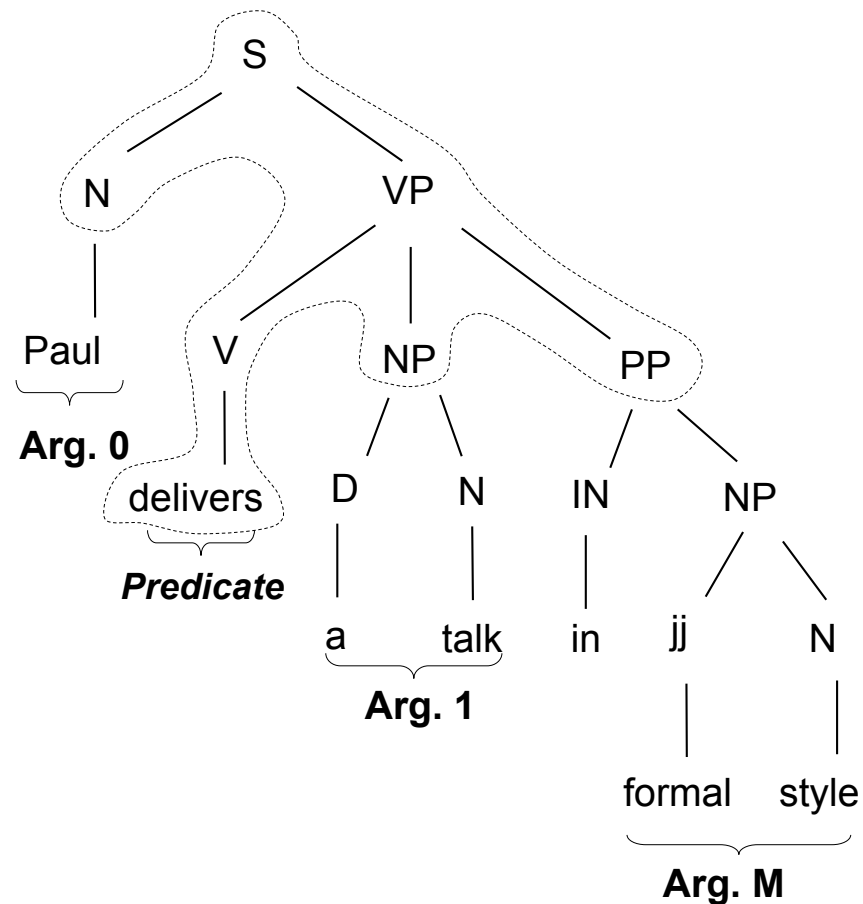 S
N VP
Paul V NP PP
Arg. 0
delivers D N IN NP
Predicate
a talk in jj N
Arg. 1
formal style
Arg. M